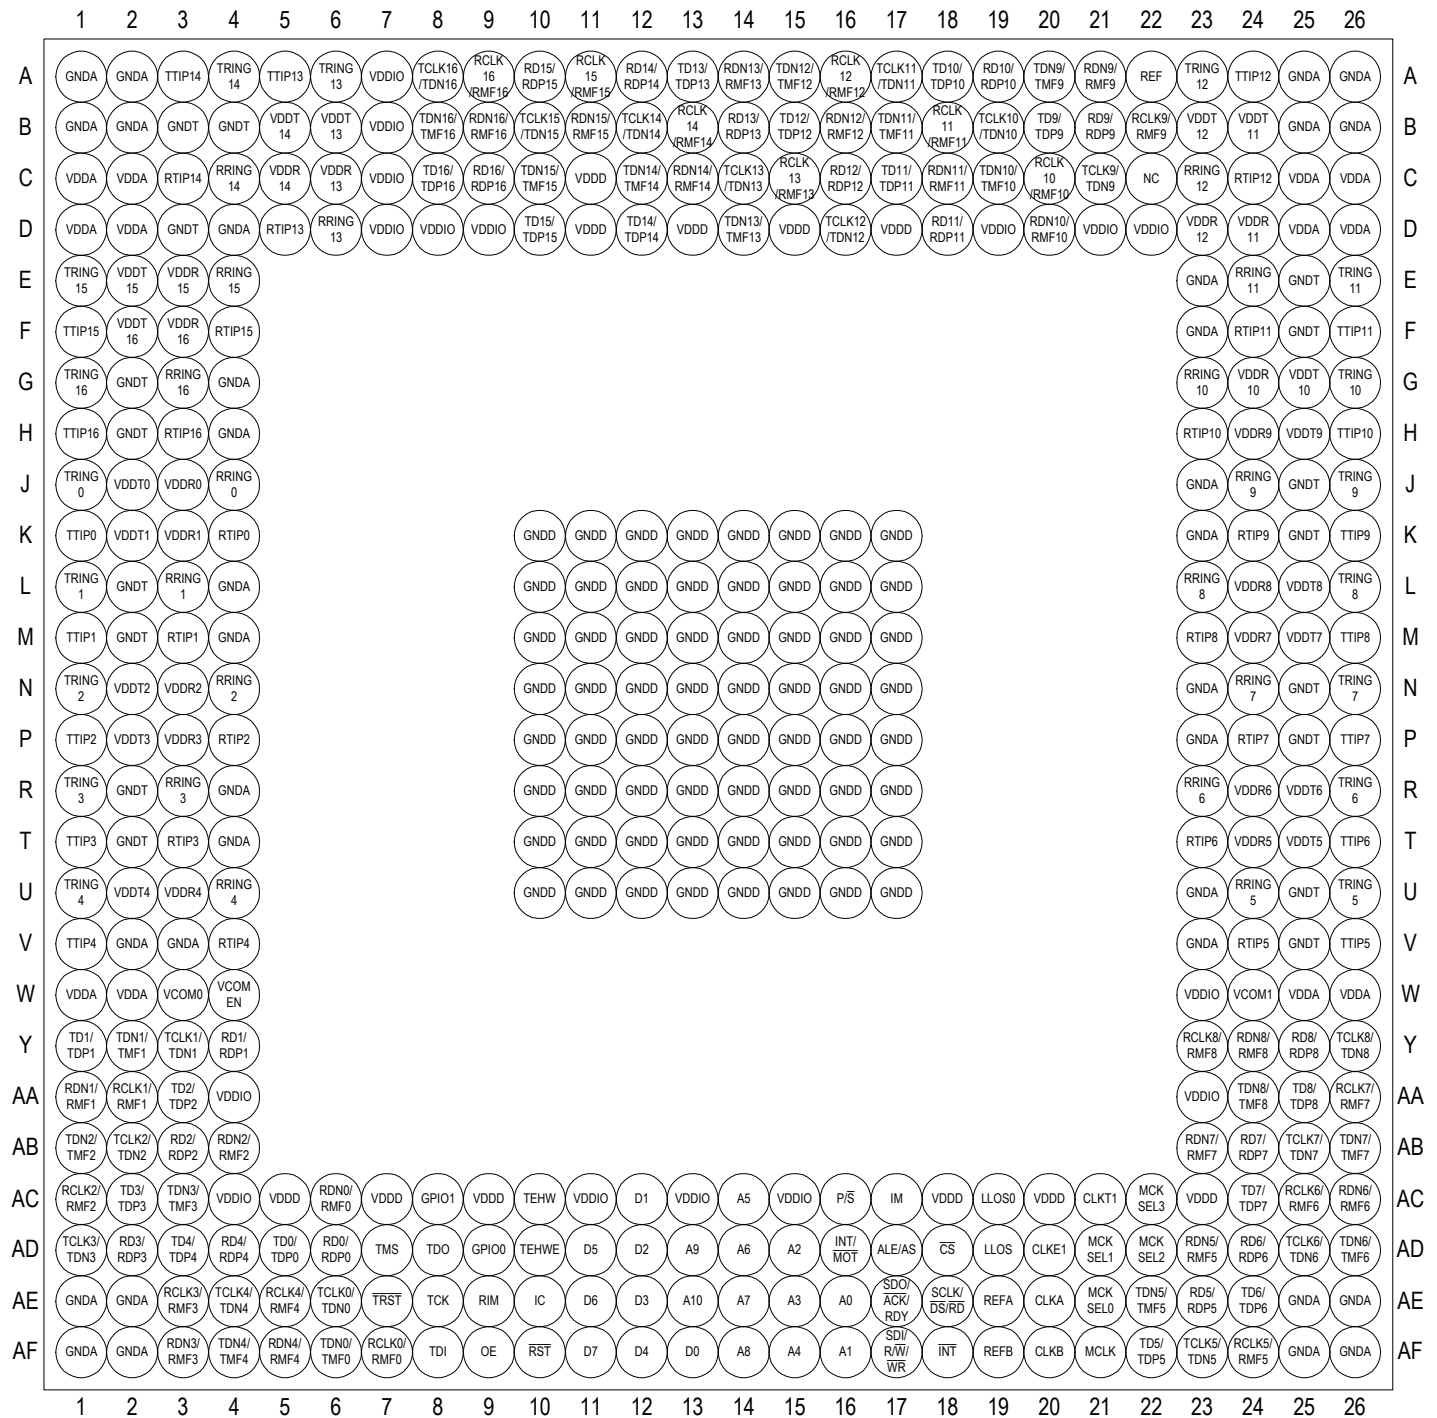 1 2 3 4 5 6 7 8 9 10 11 12 13 14 15 16 17 18 19 20 21 22 23 24 25 26
A GNDA GNDA TTIP14 TRING 14 TTIP13 TRING 13 VDDIO TCLK16 /TDN16 RCLK 16 /RMF16 RD15/ RDP15 RCLK 15 /RMF15 RD14/ RDP14 TD13/ TDP13 RDN13/ RMF13 TDN12/ TMF12 RCLK 12 /RMF12 TCLK11 /TDN11 TD10/ TDP10 RD10/ RDP10 TDN9/ TMF9 RDN9/ RMF9 REF TRING 12 TTIP12 GNDA GNDA A
B GNDA GNDA GNDT GNDT VDDT 14 VDDT 13 VDDIO TDN16/ TMF16 RDN16/ RMF16 TCLK15 /TDN15 RDN15/ RMF15 TCLK14 /TDN14 RCLK 14 /RMF14 RD13/ RDP13 TD12/ TDP12 RDN12/ RMF12 TDN11/ TMF11 RCLK 11 /RMF11 TCLK10 /TDN10 TD9/ TDP9 RD9/ RDP9 RCLK9/ RMF9 VDDT 12 VDDT 11 GNDA GNDA B
C VDDA VDDA RTIP14 RRING 14 VDDR 14 VDDR 13 VDDIO TD16/ TDP16 RD16/ RDP16 TDN15/ TMF15 VDDD TDN14/ TMF14 RDN14/ RMF14 TCLK13 /TDN13 RCLK 13 /RMF13 RD12/ RDP12 TD11/ TDP11 RDN11/ RMF11 TDN10/ TMF10 RCLK 10 /RMF10 TCLK9/ TDN9 NC RRING 12 RTIP12 VDDA VDDA C
D VDDA VDDA GNDT GNDA RTIP13 RRING 13 VDDIO VDDIO VDDIO TD15/ TDP15 VDDD TD14/ TDP14 VDDD TDN13/ TMF13 VDDD TCLK12 /TDN12 VDDD RD11/ RDP11 VDDIO RDN10/ RMF10 VDDIO VDDIO VDDR 12 VDDR 11 VDDA VDDA D
E TRING 15 VDDT 15 VDDR 15 RRING 15 GNDA RRING 11 GNDT TRING 11 E
F TTIP15 VDDT 16 VDDR 16 RTIP15 GNDA RTIP11 GNDT TTIP11 F
G TRING 16 GNDT RRING 16 GNDA RRING 10 VDDR 10 VDDT 10 TRING 10 G
H TTIP16 GNDT RTIP16 GNDA RTIP10 VDDR9 VDDT9 TTIP10 H
J TRING 0 VDDT0 VDDR0 RRING 0 GNDA RRING 9 GNDT TRING 9 J
K TTIP0 VDDT1 VDDR1 RTIP0 GNDD GNDD GNDD GNDD GNDD GNDD GNDD GNDD GNDA RTIP9 GNDT TTIP9 K
L TRING 1 GNDT RRING 1 GNDA GNDD GNDD GNDD GNDD GNDD GNDD GNDD GNDD RRING 8 VDDR8 VDDT8 TRING 8 L
M TTIP1 GNDT RTIP1 GNDA GNDD GNDD GNDD GNDD GNDD GNDD GNDD GNDD RTIP8 VDDR7 VDDT7 TTIP8 M
N TRING 2 VDDT2 VDDR2 RRING 2 GNDD GNDD GNDD GNDD GNDD GNDD GNDD GNDD GNDA RRING 7 GNDT TRING 7 N
P TTIP2 VDDT3 VDDR3 RTIP2 GNDD GNDD GNDD GNDD GNDD GNDD GNDD GNDD GNDA RTIP7 GNDT TTIP7 P
R TRING 3 GNDT RRING 3 GNDA GNDD GNDD GNDD GNDD GNDD GNDD GNDD GNDD RRING 6 VDDR6 VDDT6 TRING 6 R
T TTIP3 GNDT RTIP3 GNDA GNDD GNDD GNDD GNDD GNDD GNDD GNDD GNDD RTIP6 VDDR5 VDDT5 TTIP6 T
U TRING 4 VDDT4 VDDR4 RRING 4 GNDD GNDD GNDD GNDD GNDD GNDD GNDD GNDD GNDA RRING 5 GNDT TRING 5 U
V TTIP4 GNDA GNDA RTIP4 GNDA RTIP5 GNDT TTIP5 V
W VDDA VDDA VCOM0 VCOM EN VDDIO VCOM1 VDDA VDDA W
Y TD1/ TDP1 TDN1/ TMF1 TCLK1/ TDN1 RD1/ RDP1 RCLK8/ RMF8 RDN8/ RMF8 RD8/ RDP8 TCLK8/ TDN8 Y
AA RDN1/ RMF1 RCLK1/ RMF1 TD2/ TDP2 VDDIO VDDIO TDN8/ TMF8 TD8/ TDP8 RCLK7/ RMF7 AA
AB TDN2/ TMF2 TCLK2/ TDN2 RD2/ RDP2 RDN2/ RMF2 RDN7/ RMF7 RD7/ RDP7 TCLK7/ TDN7 TDN7/ TMF7 AB
AC RCLK2/ RMF2 TD3/ TDP3 TDN3/ TMF3 VDDIO VDDD RDN0/ RMF0 VDDD GPIO1 VDDD TEHW VDDIO D1 VDDIO A5 VDDIO P/S̅ IM VDDD LLOS0 VDDD CLKT1 MCK SEL3 VDDD TD7/ TDP7 RCLK6/ RMF6 RDN6/ RMF6 AC
AD TCLK3/ TDN3 RD3/ RDP3 TD4/ TDP4 RD4/ RDP4 TD0/ TDP0 RD0/ RDP0 TMS TDO GPIO0 TEHWE D5 D2 A9 A6 A2 INT/ M̅O̅T̅ ALE/AS C̅S̅ LLOS CLKE1 MCK SEL1 MCK SEL2 RDN5/ RMF5 RD6/ RDP6 TCLK6/ TDN6 TDN6/ TMF6 AD
AE GNDA GNDA RCLK3/ RMF3 TCLK4/ TDN4 RCLK4/ RMF4 TCLK0/ TDN0 T̅R̅S̅T̅ TCK RIM IC D6 D3 A10 A7 A3 A0 SDO/ A̅C̅K̅/ RDY SCLK/ D̅S̅/R̅D̅ REFA CLKA MCK SEL0 TDN5/ TMF5 RD5/ RDP5 TD6/ TDP6 GNDA GNDA AE
AF GNDA GNDA RDN3/ RMF3 TDN4/ TMF4 RDN4/ RMF4 TDN0/ TMF0 RCLK0/ RMF0 TDI OE R̅S̅T̅ D7 D4 D0 A8 A4 A1 SDI/ R/W̅/ W̅R̅ I̅N̅T̅ REFB CLKB MCLK TD5/ TDP5 TCLK5/ TDN5 RCLK5/ RMF5 GNDA GNDA AF
1 2 3 4 5 6 7 8 9 10 11 12 13 14 15 16 17 18 19 20 21 22 23 24 25 26